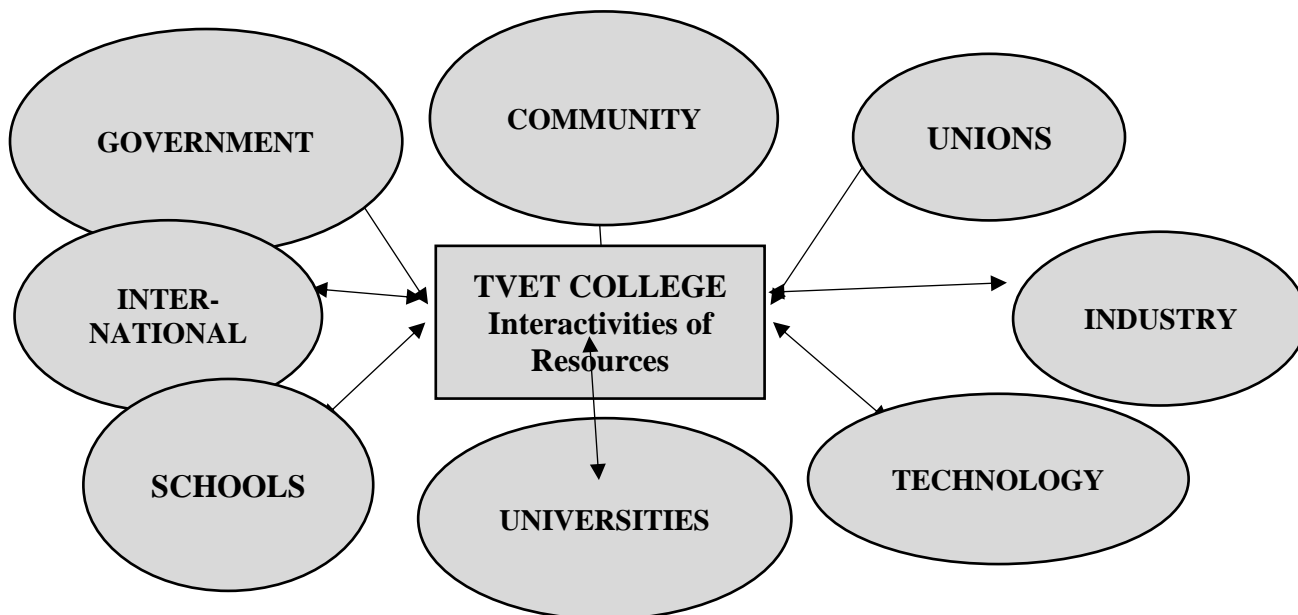 GOVERNMENT
COMMUNITY
UNIONS
INTER-
NATIONAL
TVET COLLEGE
Interactivities of
Resources
INDUSTRY
SCHOOLS
UNIVERSITIES
TECHNOLOGY